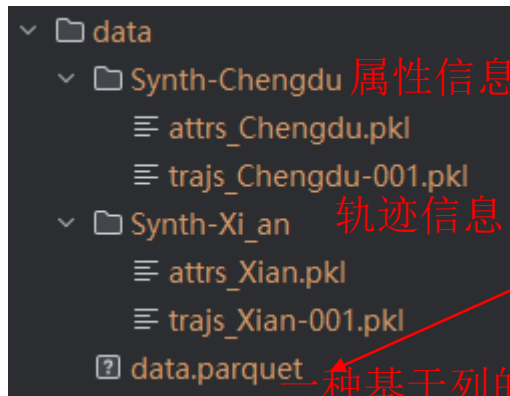 data
Synth-Chengdu 属性信息
attrs_Chengdu.pkl
trajs_Chengdu-001.pkl
Synth-Xi_an 轨迹信息
attrs_Xian.pkl
trajs_Xian-001.pkl
data.parquet
一种基于列的